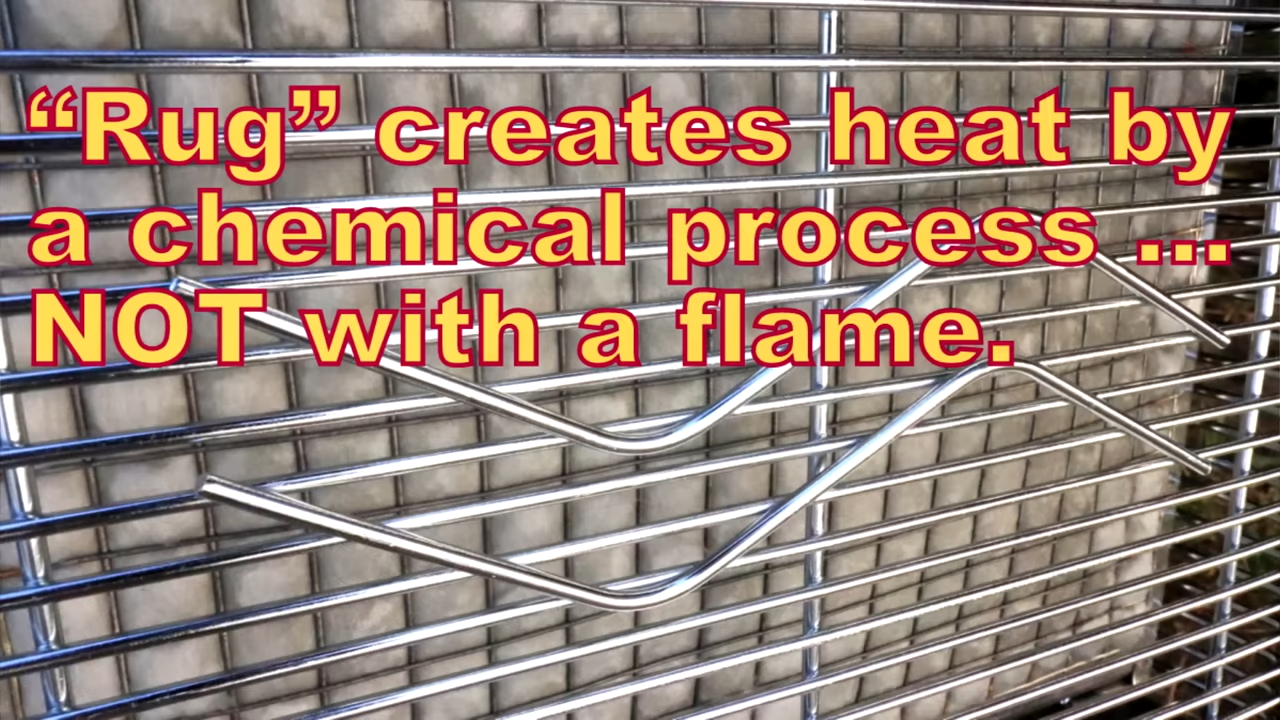 “Rug” creates heat by
a chemical process ...
NOT with a flame.